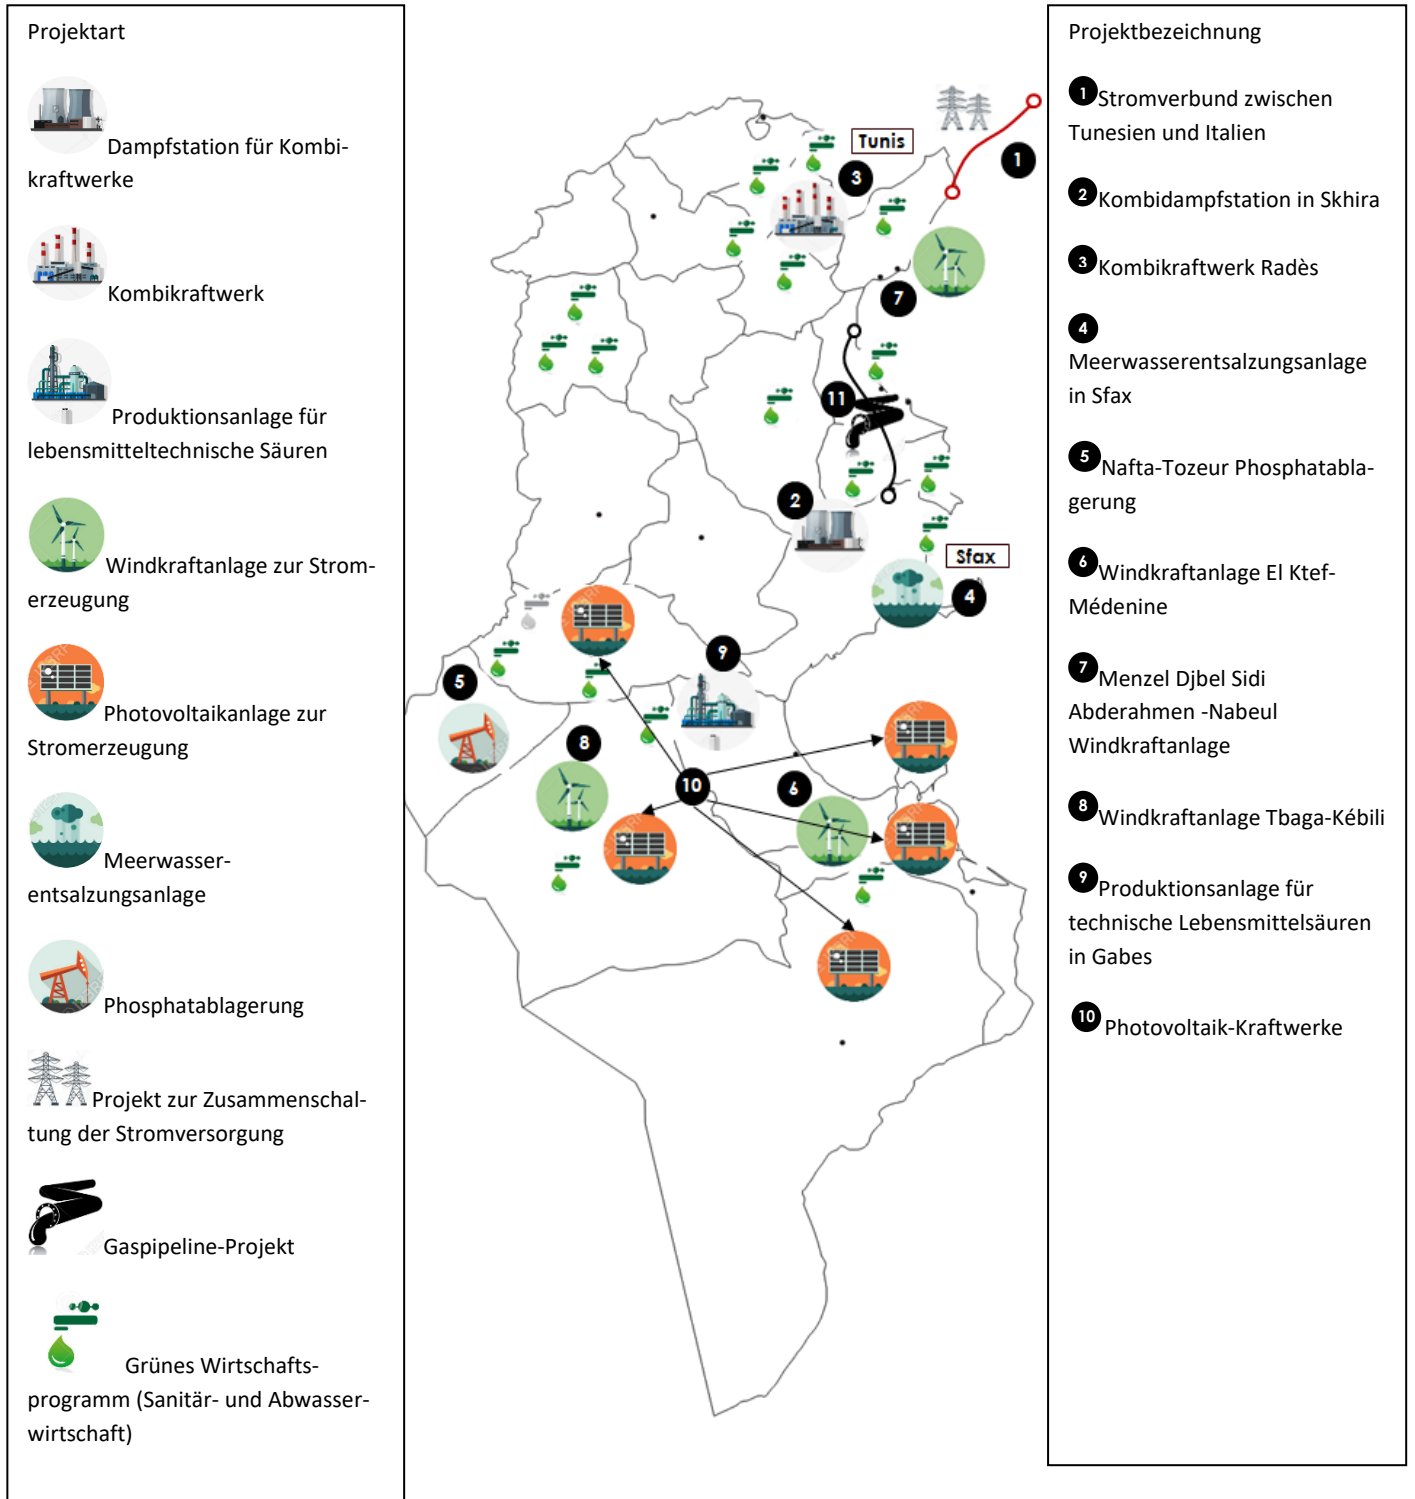 Projektart
Dampfstation für Kombi-
kraftwerke
Kombikraftwerk
Produktionsanlage für
lebensmitteltechnische Säuren
Windkraftanlage zur Strom-
erzeugung
Photovoltaikanlage zur
Stromerzeugung
Meerwasser-
entsalzungsanlage
Phosphatablagerung
Projekt zur Zusammenschal-
tung der Stromversorgung
Gaspipeline-Projekt
Grünes Wirtschafts-
programm (Sanitär- und Abwasser-
wirtschaft)
Tunis
1
3
7
11
2
Sfax
4
9
5
8
10
6
Projektbezeichnung
1 Stromverbund zwischen
Tunesien und Italien
2 Kombidampfstation in Skhira
3 Kombikraftwerk Radès
4
Meerwasserentsalzungsanlage
in Sfax
5 Nafta-Tozeur Phosphatabla-
gerung
6 Windkraftanlage El Ktef-
Médenine
7 Menzel Djbel Sidi
Abderahmen -Nabeul
Windkraftanlage
8 Windkraftanlage Tbaga-Kébili
9 Produktionsanlage für
technische Lebensmittelsäuren
in Gabes
10 Photovoltaik-Kraftwerke